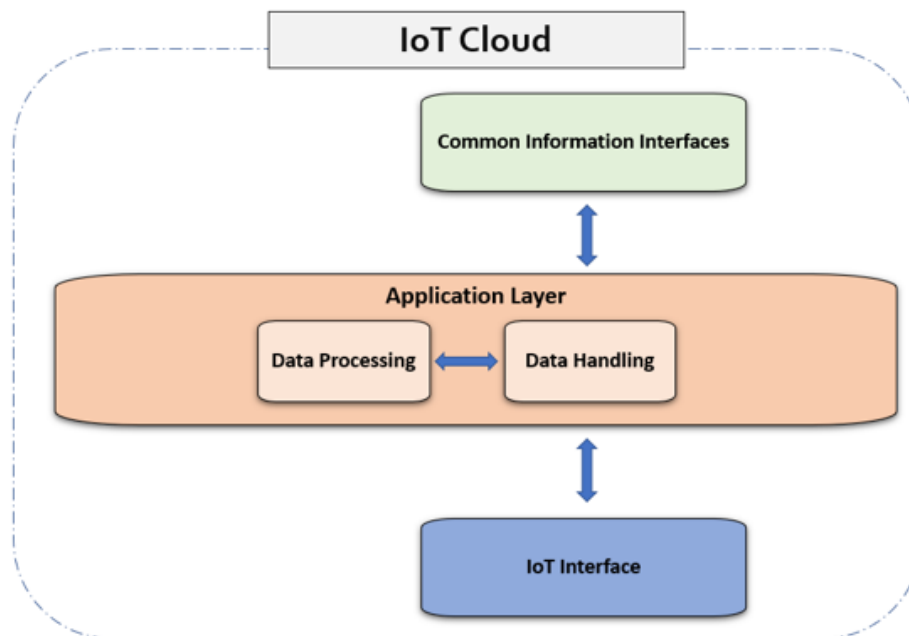 IoT Cloud
Common Information Interfaces
Application Layer
Data Processing
Data Handling
IoT Interface